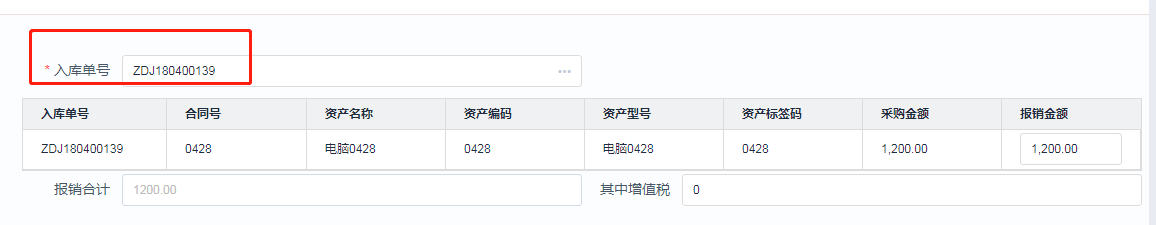 * 入库单号 ZDJ180400139 •••
入库单号 合同号 资产名称 资产编码 资产型号 资产标签码 采购金额 报销金额
ZDJ180400139 0428 电脑0428 0428 电脑0428 0428 1,200.00 1,200.00
报销合计 1200.00 其中增值税 0